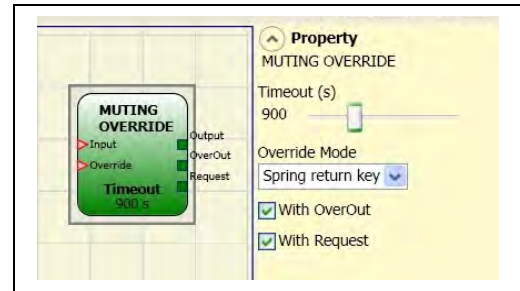 MUTING
OVERRIDE
Input
Override
Output
OverOut
Request
Timeout
900 s
Property
MUTING OVERRIDE
Timeout (s)
900
Override Mode
Spring return key
With OverOut
With Request